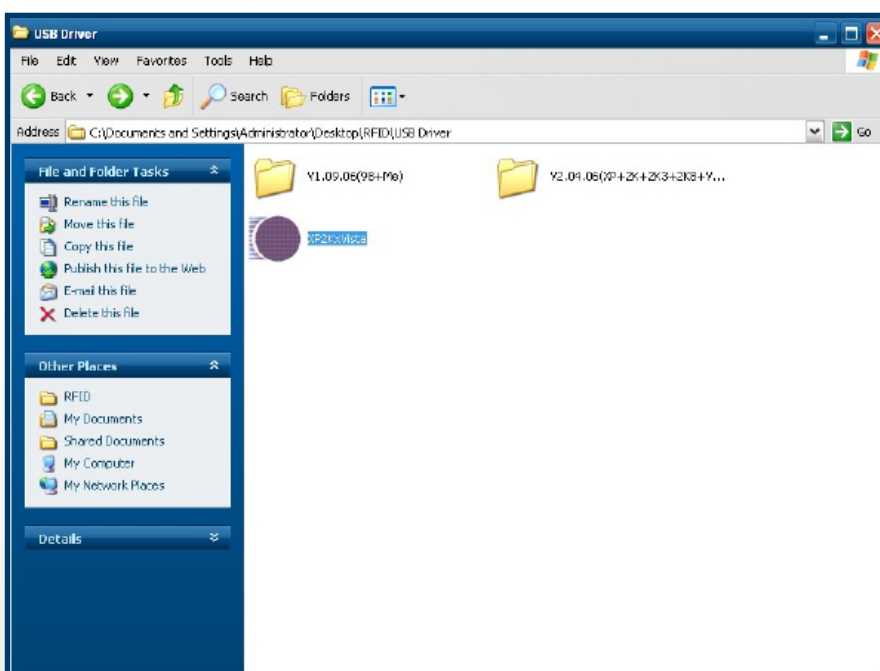 USB Driver
File Edit View Favorites Tools Help
Back Search Folders
Address C:\Documents and Settings\Administrator\Desktop\RFID\USB Driver Go
File and Folder Tasks
Rename this file
Move this file
Copy this file
Publish this file to the Web
E-mail this file
Delete this file
Other Places
RFID
My Documents
Shared Documents
My Computer
My Network Places
Details
V1.09.06(98+Me) V2.04.06(XP+2K+2K3+2K8+V...
XP2KxVista